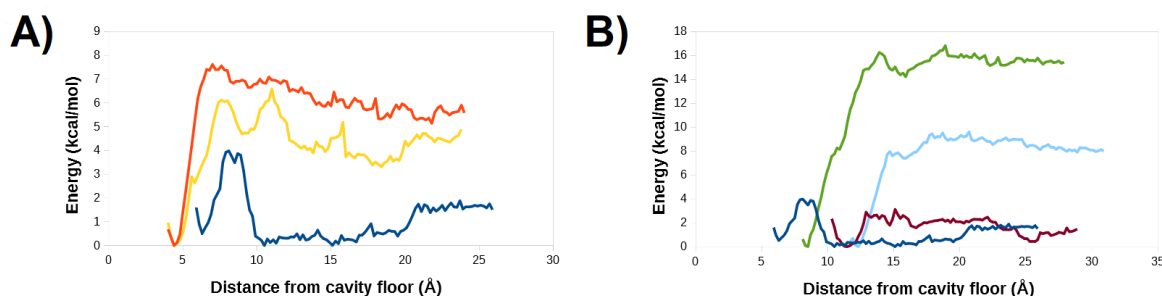 A)
Energy (kcal/mol)
9
8
7
6
5
4
3
2
1
0
0 5 10 15 20 25 30
Distance from cavity floor (Å)
B)
Energy (kcal/mol)
18
16
14
12
10
8
6
4
2
0
0 5 10 15 20 25 30 35
Distance from cavity floor (Å)